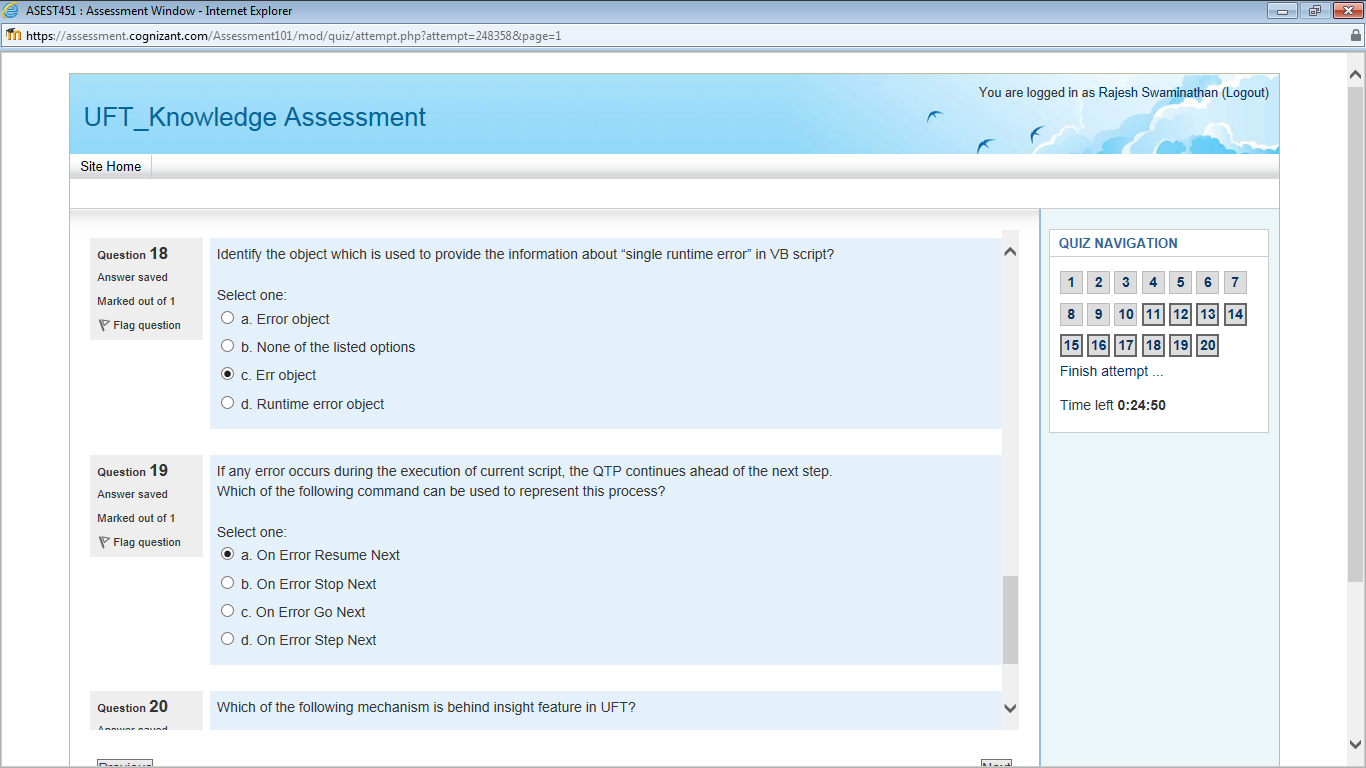 ASEST451 : Assessment Window - Internet Explorer
https://assessment.cognizant.com/Assessment101/mod/quiz/attempt.php?attempt=248358&page=1
You are logged in as Rajesh Swaminathan (Logout)
UFT_Knowledge Assessment
Site Home
Question 18
Answer saved
Marked out of 1
Flag question
Identify the object which is used to provide the information about “single runtime error” in VB script?
Select one:
a. Error object
b. None of the listed options
c. Err object
d. Runtime error object
Question 19
Answer saved
Marked out of 1
Flag question
If any error occurs during the execution of current script, the QTP continues ahead of the next step.
Which of the following command can be used to represent this process?
Select one:
a. On Error Resume Next
b. On Error Stop Next
c. On Error Go Next
d. On Error Step Next
Question 20
Answer saved
Which of the following mechanism is behind insight feature in UFT?
Previous
Next
QUIZ NAVIGATION
1 2 3 4 5 6 7
8 9 10 11 12 13 14
15 16 17 18 19 20
Finish attempt ...
Time left 0:24:50